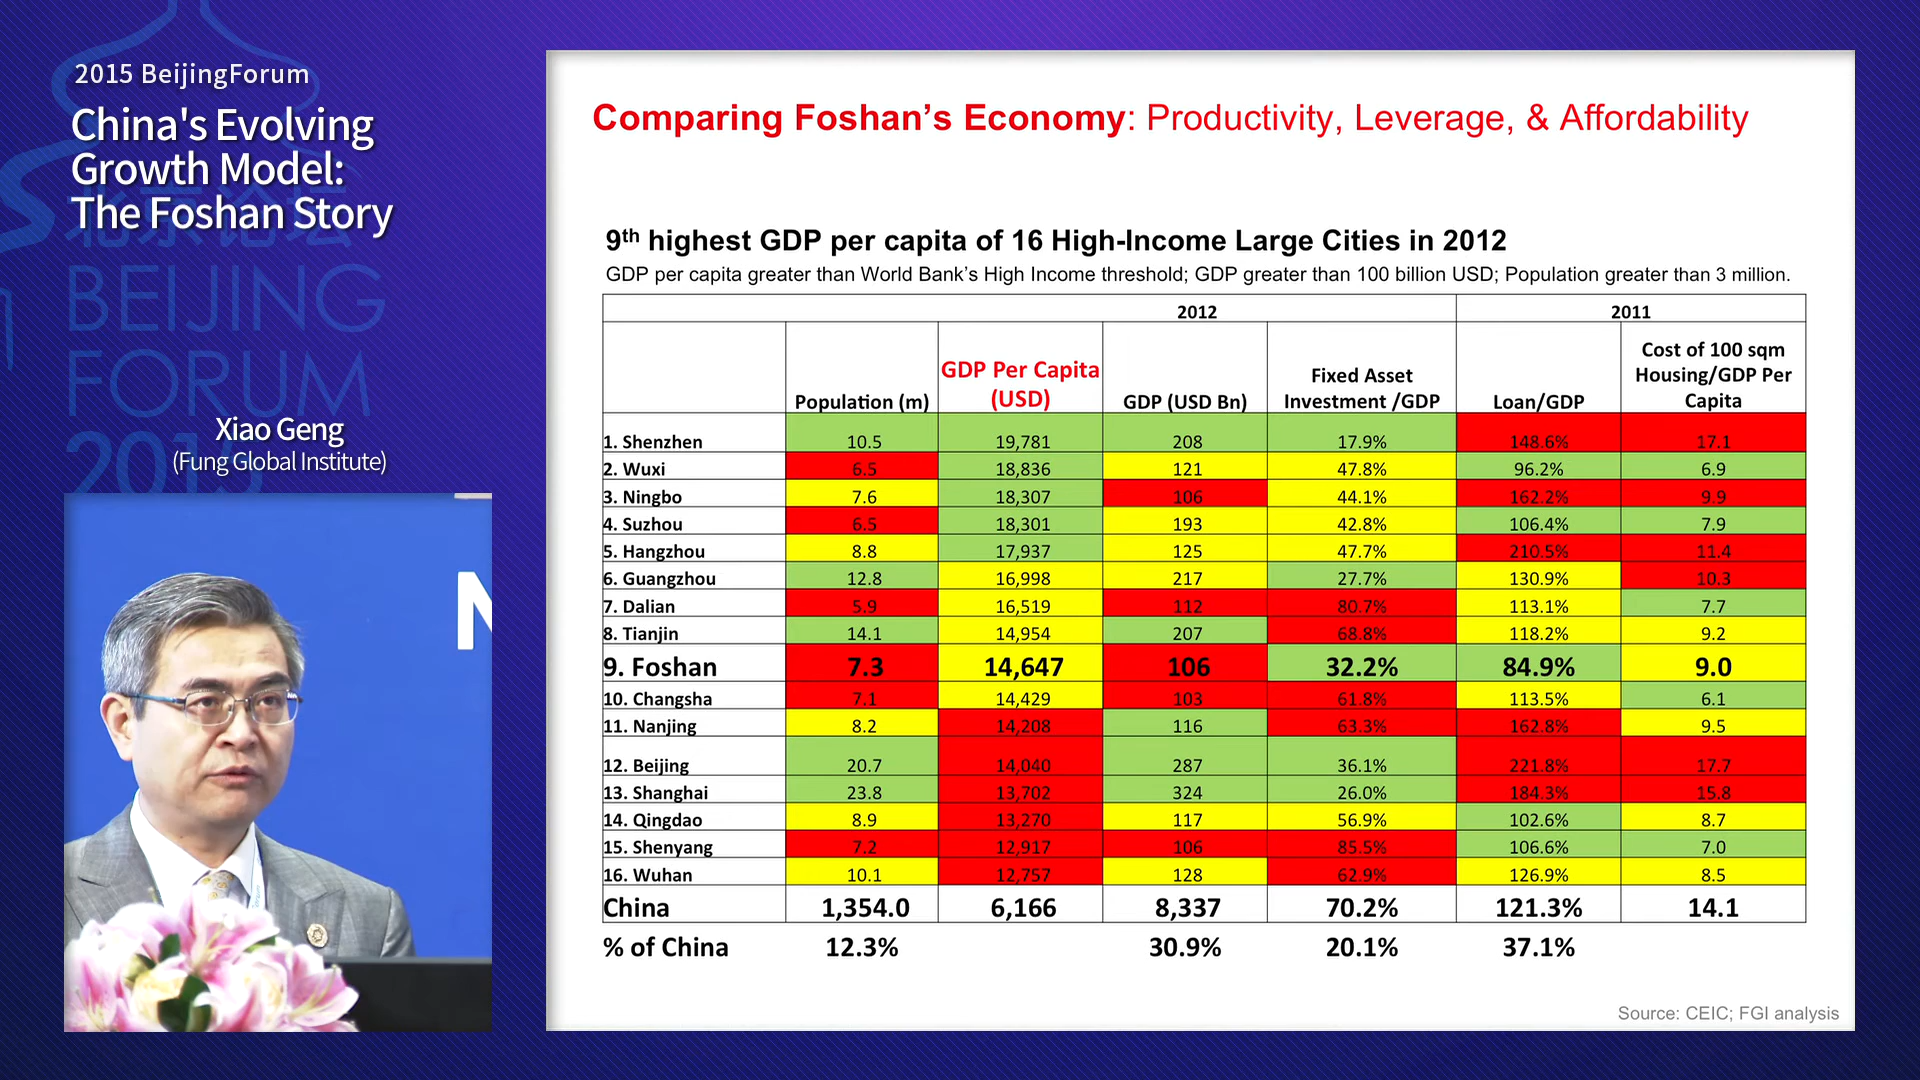 2015 BeijingForum
China's Evolving
Growth Model:
The Foshan Story
北京论坛
BEIJING
FORUM
2015
Xiao Geng
(Fung Global Institute)
N
Comparing Foshan’s Economy: Productivity, Leverage, & Affordability
9th highest GDP per capita of 16 High-Income Large Cities in 2012
GDP per capita greater than World Bank’s High Income threshold; GDP greater than 100 billion USD; Population greater than 3 million.
2012 2011
Population (m) GDP Per Capita (USD) GDP (USD Bn) Fixed Asset Investment /GDP Loan/GDP Cost of 100 sqm Housing/GDP Per Capita
1. Shenzhen 10.5 19,781 208 17.9% 148.6% 17.1
2. Wuxi 6.5 18,836 121 47.8% 96.2% 6.9
3. Ningbo 7.6 18,307 106 44.1% 162.2% 9.9
4. Suzhou 6.5 18,301 193 42.8% 106.4% 7.9
5. Hangzhou 8.8 17,937 125 47.7% 210.5% 11.4
6. Guangzhou 12.8 16,998 217 27.7% 130.9% 10.3
7. Dalian 5.9 16,519 112 80.7% 113.1% 7.7
8. Tianjin 14.1 14,954 207 68.8% 118.2% 9.2
9. Foshan 7.3 14,647 106 32.2% 84.9% 9.0
10. Changsha 7.1 14,429 103 61.8% 113.5% 6.1
11. Nanjing 8.2 14,208 116 63.3% 162.8% 9.5
12. Beijing 20.7 14,040 287 36.1% 221.8% 17.7
13. Shanghai 23.8 13,702 324 26.0% 184.3% 15.8
14. Qingdao 8.9 13,270 117 56.9% 102.6% 8.7
15. Shenyang 7.2 12,917 106 85.5% 106.6% 7.0
16. Wuhan 10.1 12,757 128 62.9% 126.9% 8.5
China 1,354.0 6,166 8,337 70.2% 121.3% 14.1
% of China 12.3% 30.9% 20.1% 37.1%
Source: CEIC; FGI analysis